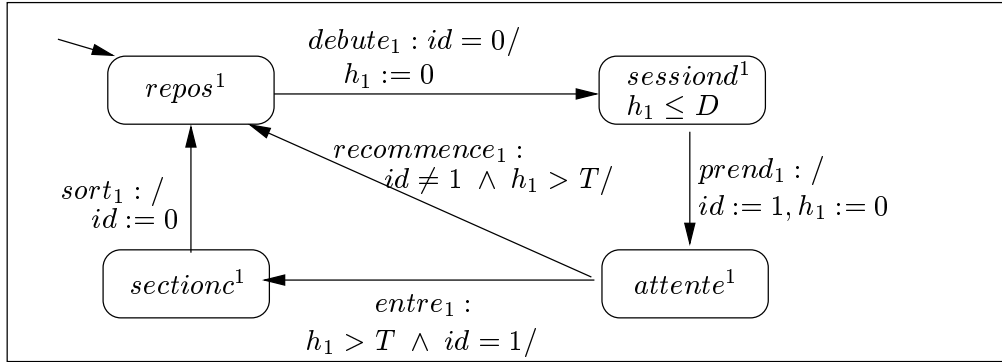 debute₁ : id = 0/
h₁ := 0
repos¹
sessiond¹
h₁ ≤ D
recommence₁ :
id ≠ 1 ∧ h₁ > T/
prend₁ : /
id := 1, h₁ := 0
sort₁ : /
id := 0
sectionc¹
attente¹
entre₁ :
h₁ > T ∧ id = 1/